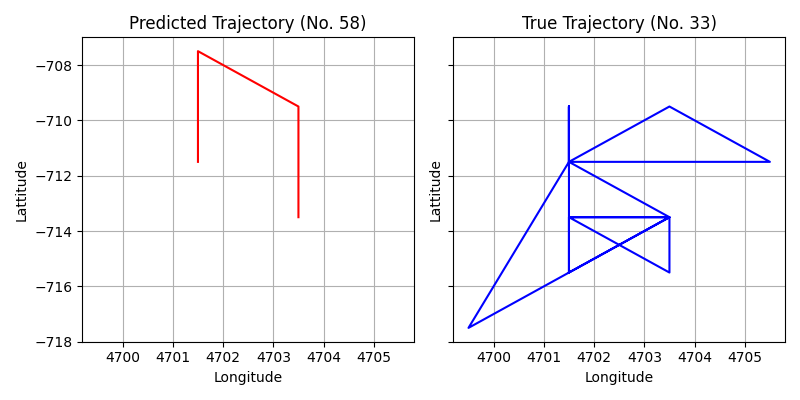 Predicted Trajectory (No. 58)
Lattitude
−708
−710
−712
−714
−716
−718
4700 4701 4702 4703 4704 4705
Longitude
True Trajectory (No. 33)
Lattitude
4700 4701 4702 4703 4704 4705
Longitude